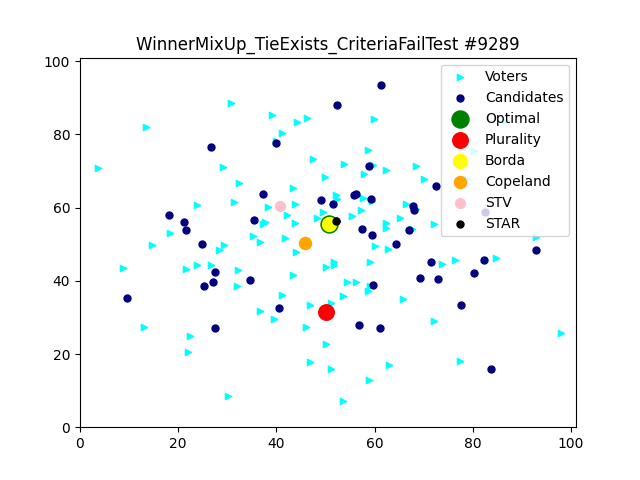 WinnerMixUp_TieExists_CriteriaFailTest #9289
100
80
60
40
20
0
0
20
40
60
80
100
Voters
Candidates
Optimal
Plurality
Borda
Copeland
STV
STAR